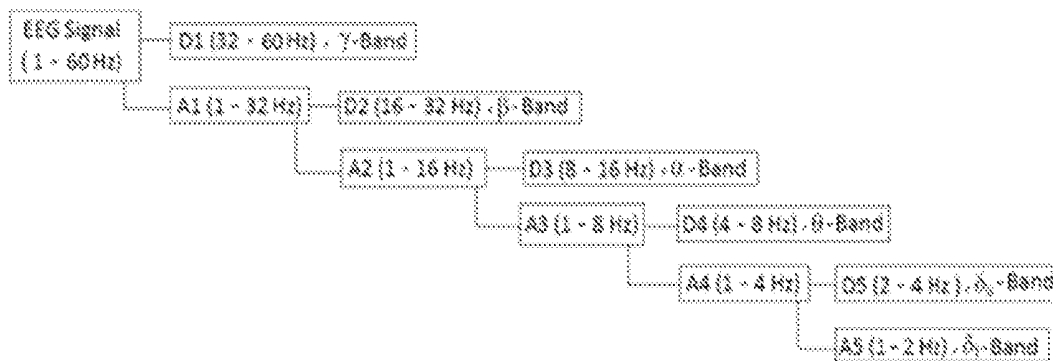 EEG Signal
(1 - 60 Hz)
D1 (32 - 60 Hz) , γ-Band
A1 (1 - 32 Hz)
D2 (16 - 32 Hz) , β-Band
A2 (1 - 16 Hz)
D3 (8 - 16 Hz) , α-Band
A3 (1 - 8 Hz)
D4 (4 - 8 Hz) , θ-Band
A4 (1 - 4 Hz)
D5 (2 - 4 Hz) , -Band
A5 (1 - 2 Hz) , -Band